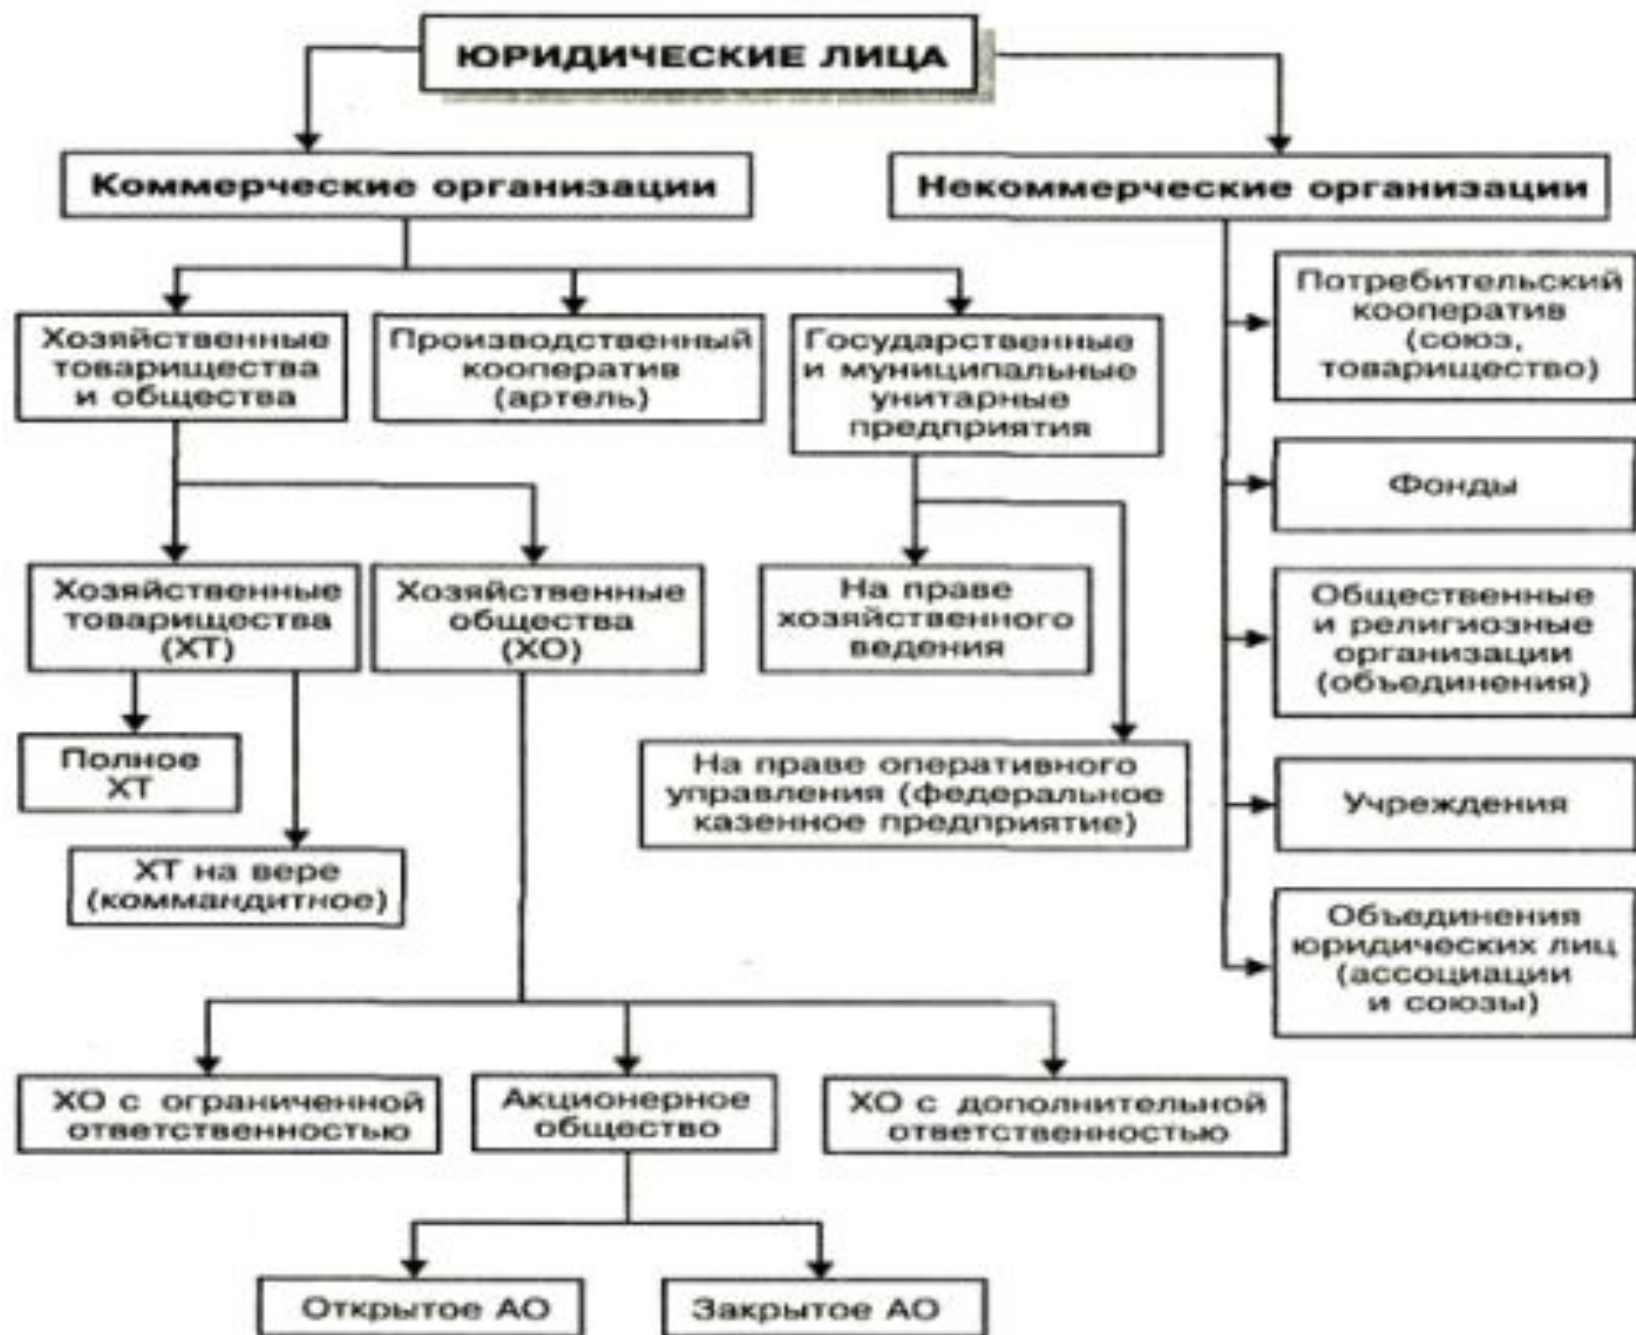 ЮРИДИЧЕСКИЕ ЛИЦА
Коммерческие организации
Некоммерческие организации
Хозяйственные
товарищества
и общества
Производственный
кооператив
(артель)
Государственные
и муниципальные
унитарные
предприятия
Потребительский
кооператив
(союз,
товарищество)
Фонды
Хозяйственные
товарищества
(ХТ)
Хозяйственные
общества
(ХО)
На праве
хозяйственного
ведения
Общественные
и религиозные
организации
(объединения)
Полное
ХТ
На праве оперативного
управления (федеральное
казенное предприятие)
Учреждения
ХТ на вере
(коммандитное)
Объединения
юридических лиц
(ассоциации
и союзы)
ХО с ограниченной
ответственностью
Акционерное
общество
ХО с дополнительной
ответственностью
Открытое АО
Закрытое АО